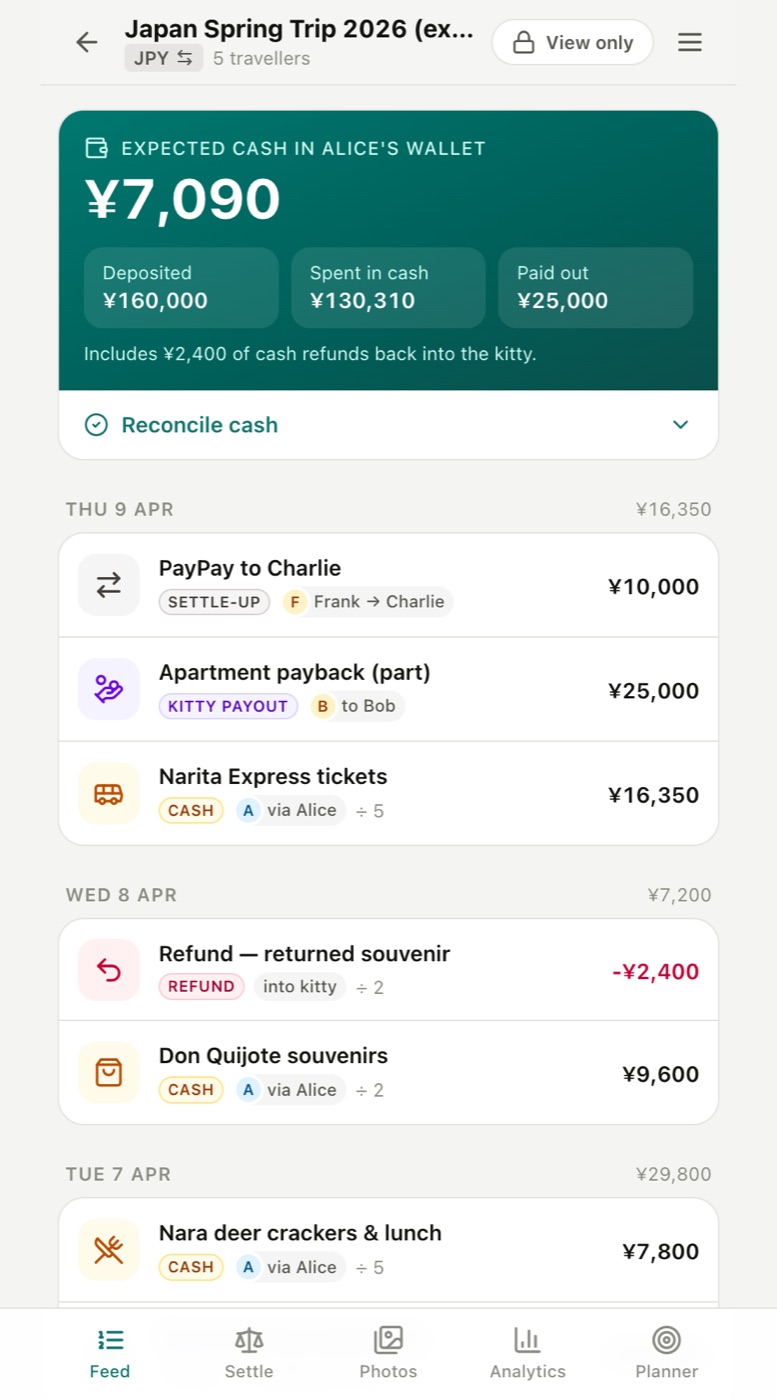 Japan Spring Trip 2026 (ex...
JPY ⇆ 5 travellers
View only
EXPECTED CASH IN ALICE'S WALLET
¥7,090
Deposited
¥160,000
Spent in cash
¥130,310
Paid out
¥25,000
Includes ¥2,400 of cash refunds back into the kitty.
Reconcile cash
THU 9 APR ¥16,350
PayPay to Charlie
SETTLE-UP F Frank → Charlie
¥10,000
Apartment payback (part)
KITTY PAYOUT B to Bob
¥25,000
Narita Express tickets
CASH A via Alice ÷ 5
¥16,350
WED 8 APR ¥7,200
Refund — returned souvenir
REFUND into kitty ÷ 2
-¥2,400
Don Quijote souvenirs
CASH A via Alice ÷ 2
¥9,600
TUE 7 APR ¥29,800
Nara deer crackers & lunch
CASH A via Alice ÷ 5
¥7,800
Feed Settle Photos Analytics Planner